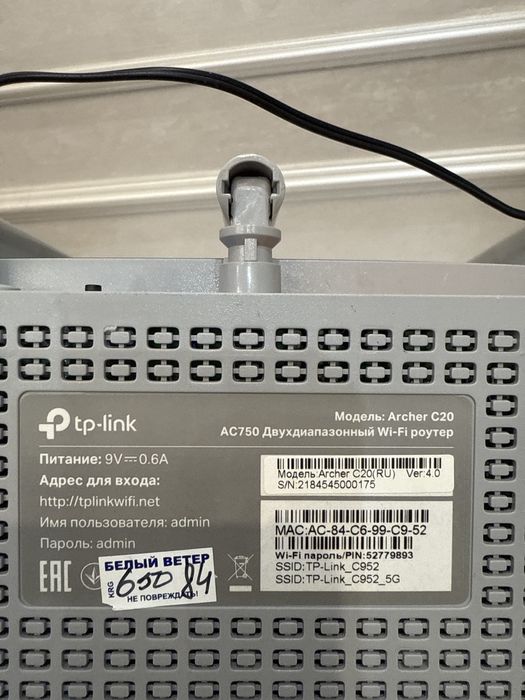 tp-link
Модель: Archer C20
AC750 Двухдиапазонный Wi-Fi роутер
Питание: 9V⎓0.6A
Адрес для входа:
http://tplinkwifi.net
Имя пользователя: admin
Пароль: admin
Модель:Archer C20(RU) Ver:4.0
S/N:2184545000175
MAC:AC-84-C6-99-C9-52
Wi-Fi пароль/PIN:52779893
SSID:TP-Link_C952
SSID:TP-Link_C952_5G
EAC
БЕЛЫЙ ВЕТЕР
KRG
650 84
НЕ ПОВРЕЖДАТЬ!